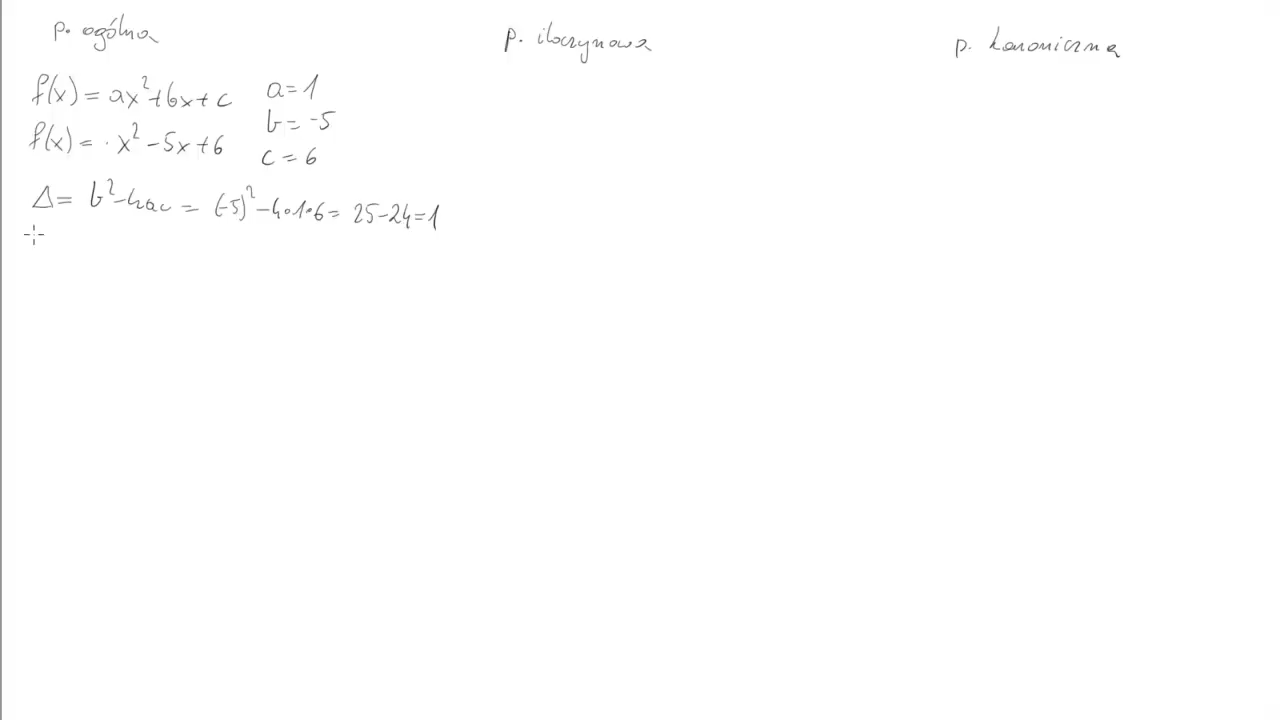 p. ogólna
p. iloczynowa
p. kanoniczna
f(x) = ax²+bx+c
a=1
f(x) = x²-5x+6
b=-5
c=6
Δ= b²-4ac = (-5)²-4·1·6= 25-24=1